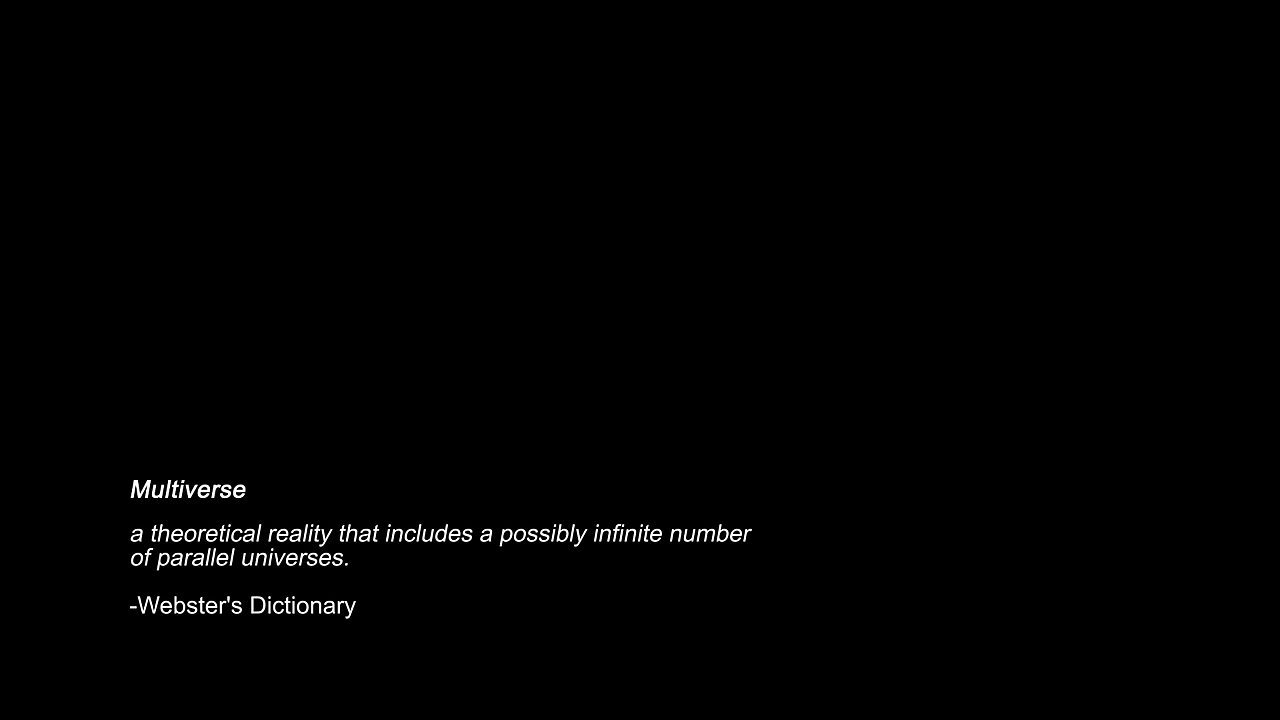 Multiverse
a theoretical reality that includes a possibly infinite number
of parallel universes.
-Webster's Dictionary